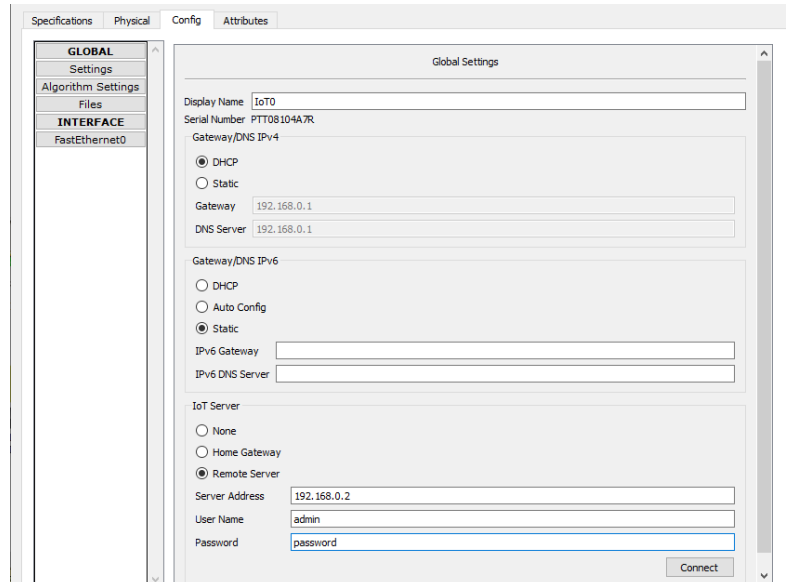 Specifications Physical Config Attributes
GLOBAL
Settings
Algorithm Settings
Files
INTERFACE
FastEthernet0
Global Settings
Display Name IoT0
Serial Number PTT08104A7R
Gateway/DNS IPv4
DHCP
Static
Gateway 192.168.0.1
DNS Server 192.168.0.1
Gateway/DNS IPv6
DHCP
Auto Config
Static
IPv6 Gateway
IPv6 DNS Server
IoT Server
None
Home Gateway
Remote Server
Server Address 192.168.0.2
User Name admin
Password password
Connect